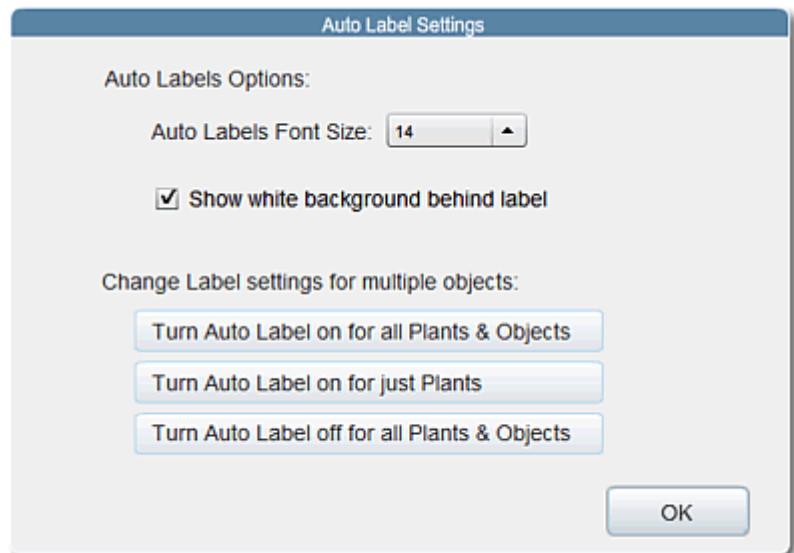 Auto Label Settings
Auto Labels Options:
Auto Labels Font Size: 14
Show white background behind label
Change Label settings for multiple objects:
Turn Auto Label on for all Plants & Objects
Turn Auto Label on for just Plants
Turn Auto Label off for all Plants & Objects
OK